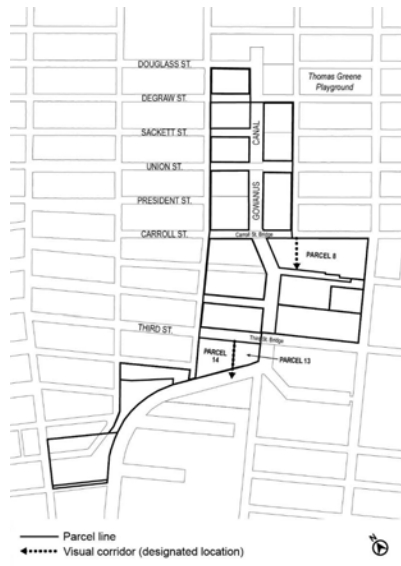 DOUGLASS ST.
Thomas Greene
Playground
DEGRAW ST.
SACKETT ST.
CANAL
UNION ST.
PRESIDENT ST.
GOWANUS
CARROLL ST.
Carroll St. Bridge
PARCEL 8
THIRD ST.
Third St. Bridge
PARCEL
14
PARCEL 13
Parcel line
Visual corridor (designated location)
N